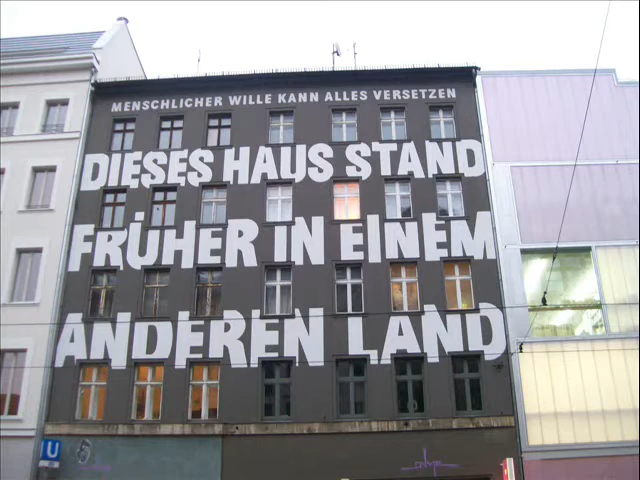 MENSCHLICHER WILLE KANN ALLES VERSETZEN
DIESES HAUS STAND
FRÜHER IN EINEM
ANDEREN LAND
U